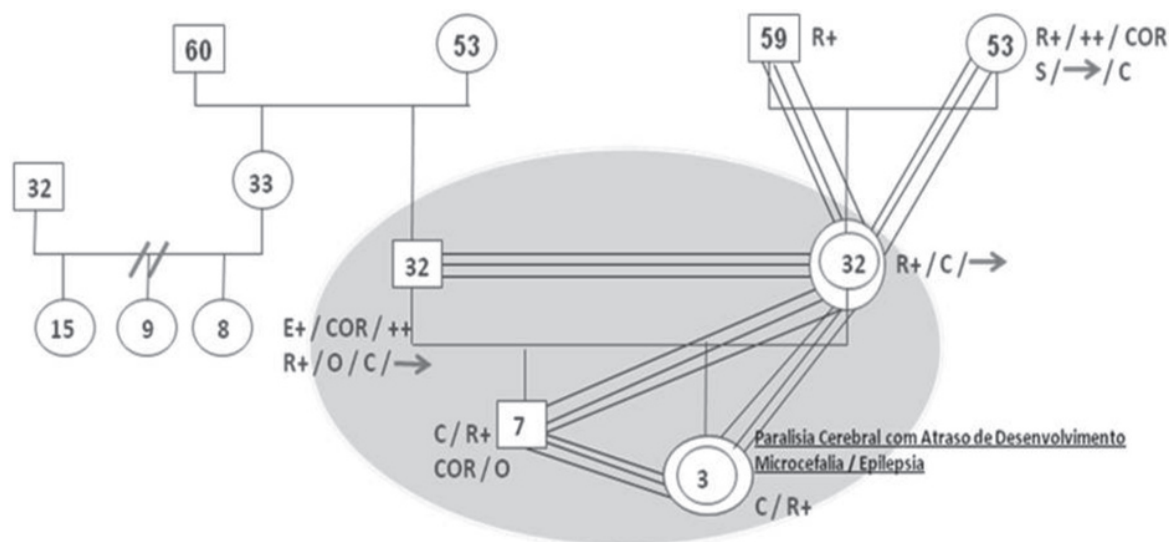 60
53
59 R+
53 R+ / ++ / COR
S / → / C
32
33
32
32 R+ / C / →
15
9
8
E+ / COR / ++
R+ / O / C / →
7
C / R+
COR / O
3
Paralisia Cerebral com Atraso de Desenvolvimento
Microcefalia / Epilepsia
C / R+